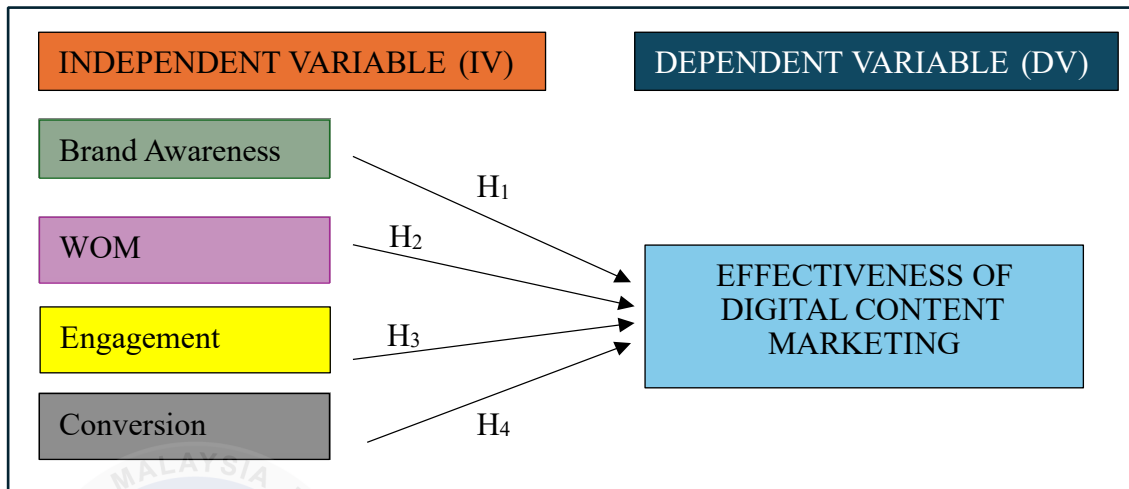 INDEPENDENT VARIABLE (IV)
DEPENDENT VARIABLE (DV)
Brand Awareness
H₁
WOM
H₂
EFFECTIVENESS OF
DIGITAL CONTENT
MARKETING
Engagement
H₃
Conversion
H₄
MALAYSIA